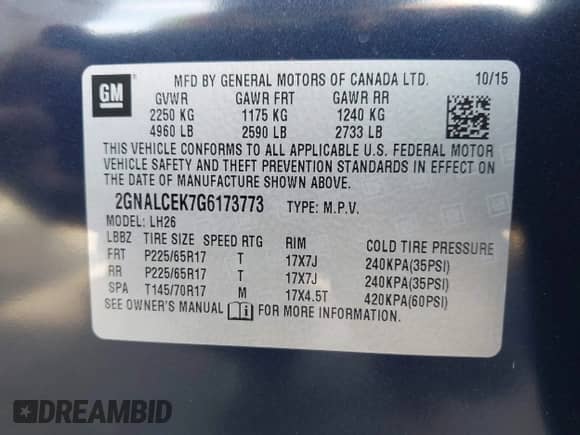 GM
MFD BY GENERAL MOTORS OF CANADA LTD. 10/15
GVWR GAWR FRT GAWR RR
2250 KG 1175 KG 1240 KG
4960 LB 2590 LB 2733 LB
THIS VEHICLE CONFORMS TO ALL APPLICABLE U.S. FEDERAL MOTOR
VEHICLE SAFETY AND THEFT PREVENTION STANDARDS IN EFFECT ON
THE DATE OF MANUFACTURE SHOWN ABOVE.
2GNALCEK7G6173773 TYPE: M.P.V.
MODEL: LH26
LBBZ TIRE SIZE SPEED RTG RIM COLD TIRE PRESSURE
FRT P225/65R17 T 17X7J 240KPA(35PSI)
RR P225/65R17 T 17X7J 240KPA(35PSI)
SPA T145/70R17 M 17X4.5T 420KPA(60PSI)
SEE OWNER'S MANUAL FOR MORE INFORMATION.
DREAMBID